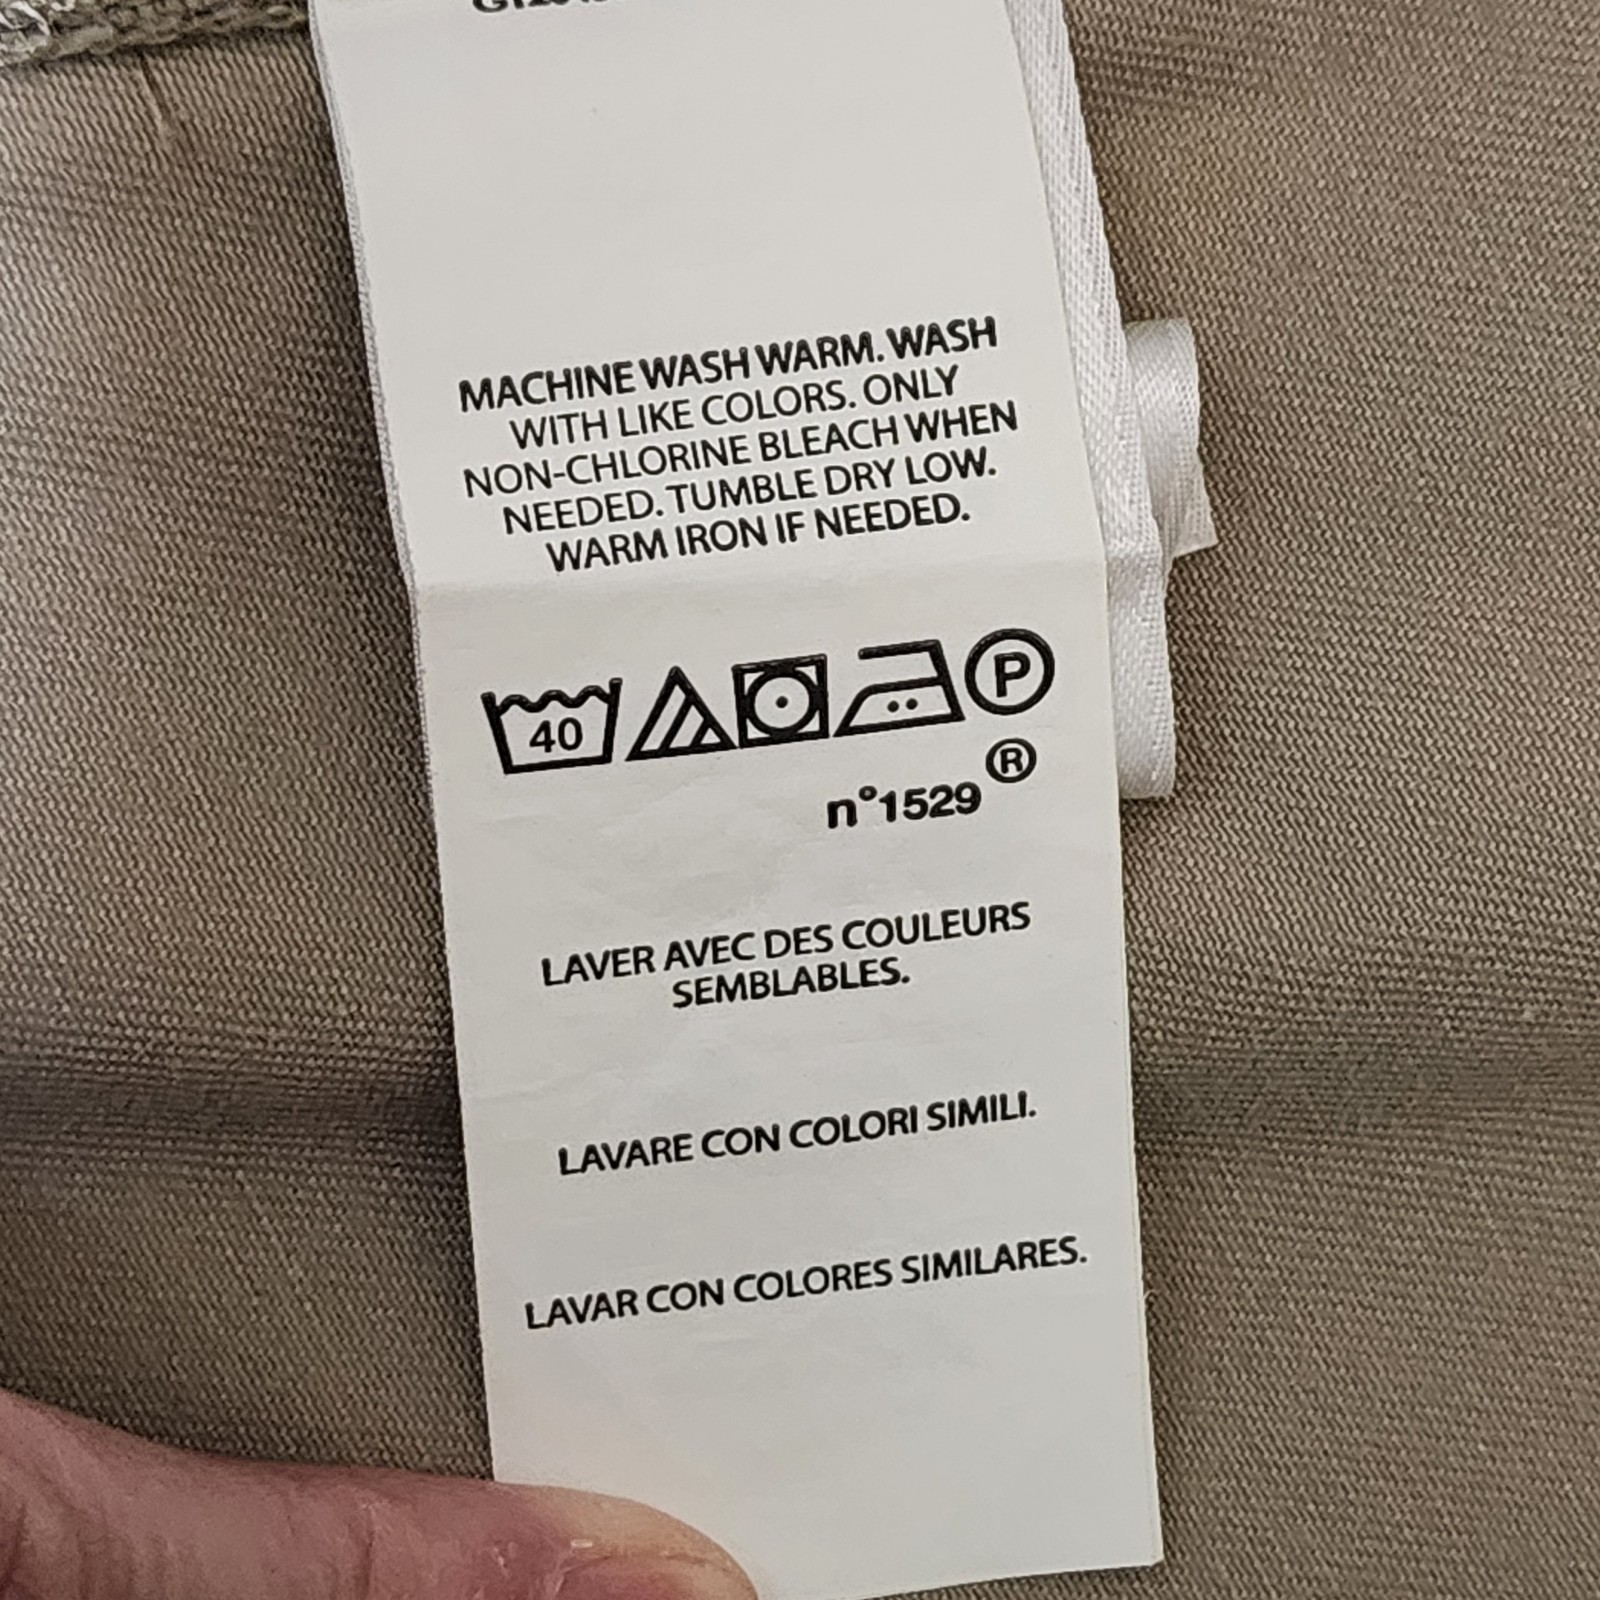 MACHINE WASH WARM. WASH
WITH LIKE COLORS. ONLY
NON-CHLORINE BLEACH WHEN
NEEDED. TUMBLE DRY LOW.
WARM IRON IF NEEDED.
40 P
®
n°1529
LAVER AVEC DES COULEURS
SEMBLABLES.
LAVARE CON COLORI SIMILI.
LAVAR CON COLORES SIMILARES.